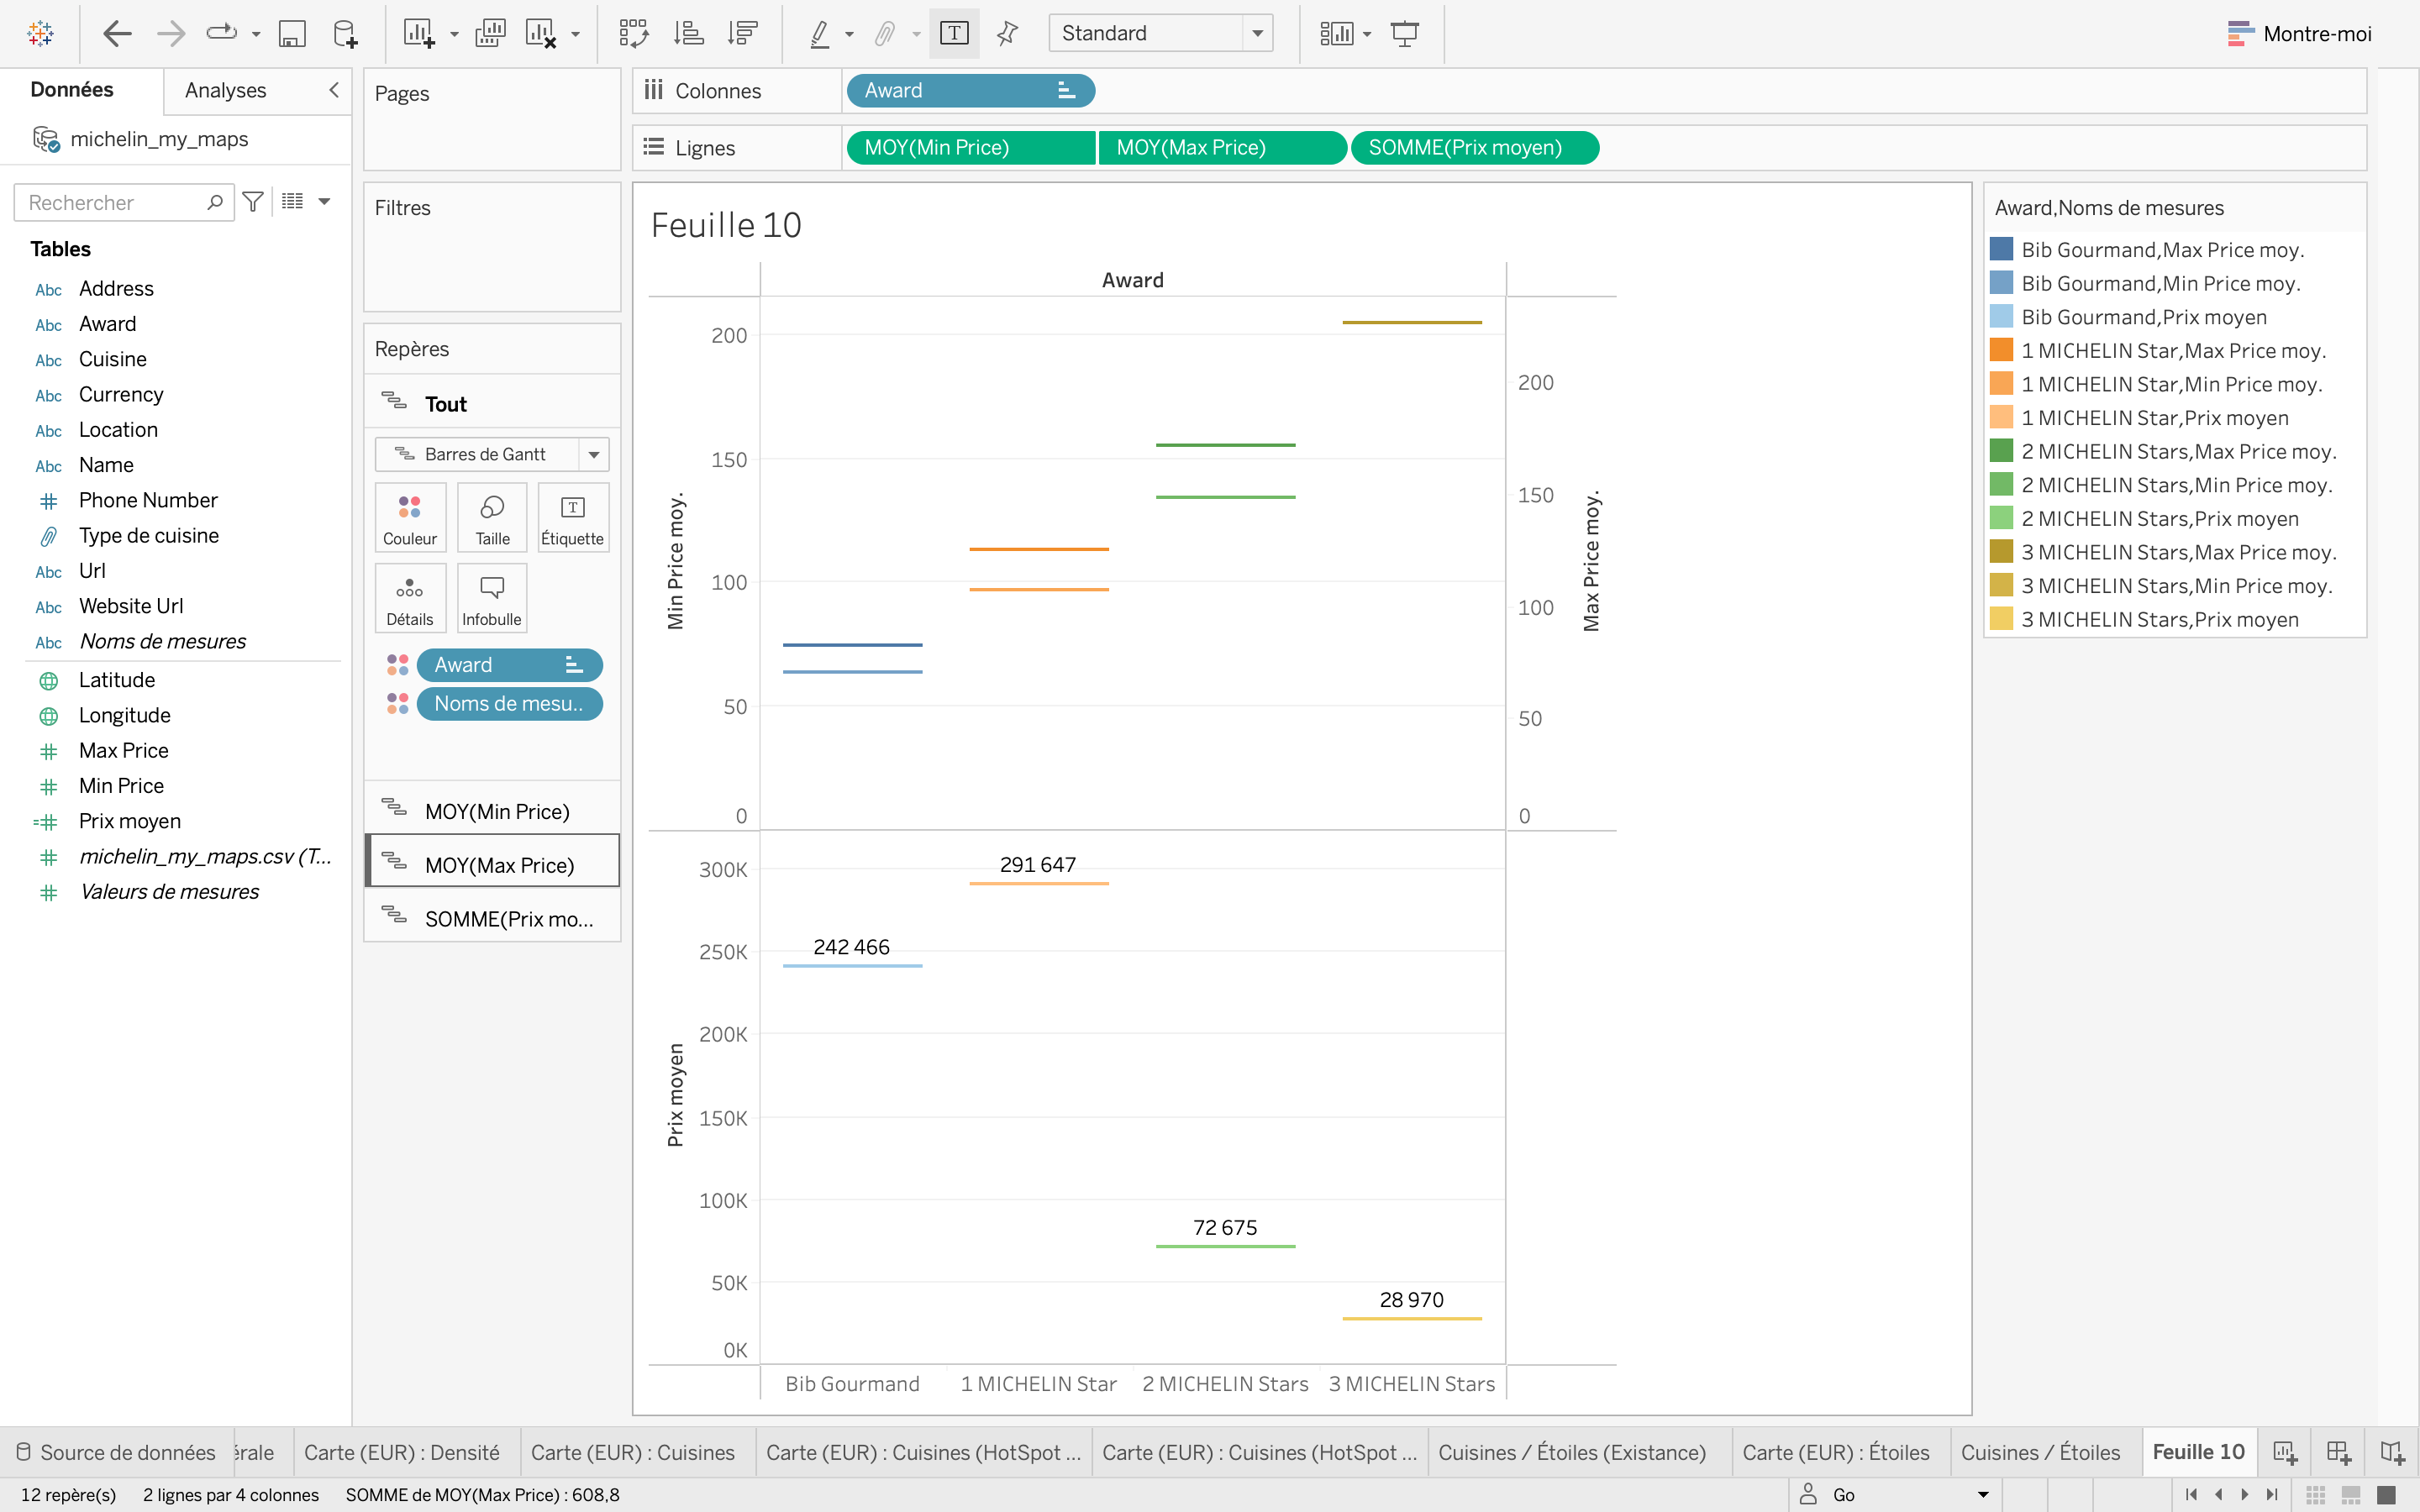 Standard
Montre-moi
Données
Analyses
michelin_my_maps
Rechercher
Tables
Abc Address
Abc Award
Abc Cuisine
Abc Currency
Abc Location
Abc Name
Phone Number
Type de cuisine
Abc Url
Abc Website Url
Abc Noms de mesures
Latitude
Longitude
Max Price
Min Price
Prix moyen
michelin_my_maps.csv (T...
Valeurs de mesures
Pages
Filtres
Repères
Tout
Barres de Gantt
Couleur
Taille
Étiquette
Détails
Infobulle
Award
Noms de mesu..
MOY(Min Price)
MOY(Max Price)
SOMME(Prix mo...
Colonnes
Award
Lignes
MOY(Min Price)
MOY(Max Price)
SOMME(Prix moyen)
Feuille 10
Award
Min Price moy.
200
150
100
50
0
200
150
100
50
0
Max Price moy.
Prix moyen
300K
250K
200K
150K
100K
50K
0K
291 647
242 466
72 675
28 970
Bib Gourmand
1 MICHELIN Star
2 MICHELIN Stars
3 MICHELIN Stars
Award,Noms de mesures
Bib Gourmand,Max Price moy.
Bib Gourmand,Min Price moy.
Bib Gourmand,Prix moyen
1 MICHELIN Star,Max Price moy.
1 MICHELIN Star,Min Price moy.
1 MICHELIN Star,Prix moyen
2 MICHELIN Stars,Max Price moy.
2 MICHELIN Stars,Min Price moy.
2 MICHELIN Stars,Prix moyen
3 MICHELIN Stars,Max Price moy.
3 MICHELIN Stars,Min Price moy.
3 MICHELIN Stars,Prix moyen
Source de données
érale
Carte (EUR) : Densité
Carte (EUR) : Cuisines
Carte (EUR) : Cuisines (HotSpot ...
Carte (EUR) : Cuisines (HotSpot ...
Cuisines / Étoiles (Existance)
Carte (EUR) : Étoiles
Cuisines / Étoiles
Feuille 10
12 repère(s)
2 lignes par 4 colonnes
SOMME de MOY(Max Price) : 608,8
Go